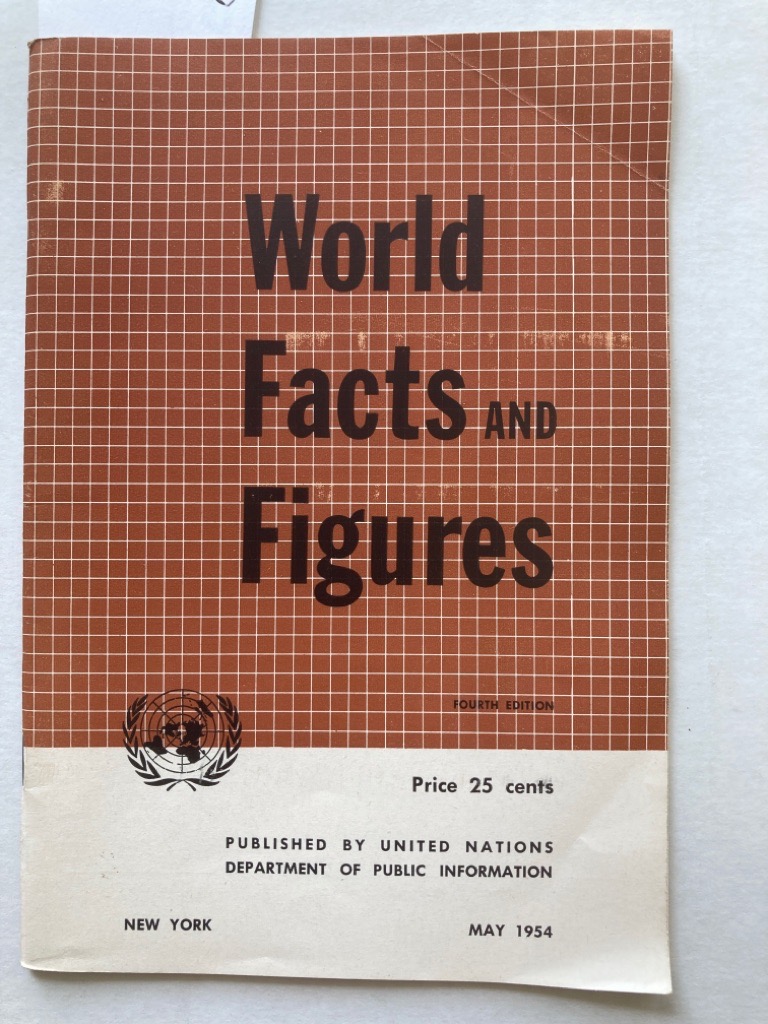 World
Facts AND
Figures
FOURTH EDITION
Price 25 cents
PUBLISHED BY UNITED NATIONS
DEPARTMENT OF PUBLIC INFORMATION
NEW YORK MAY 1954